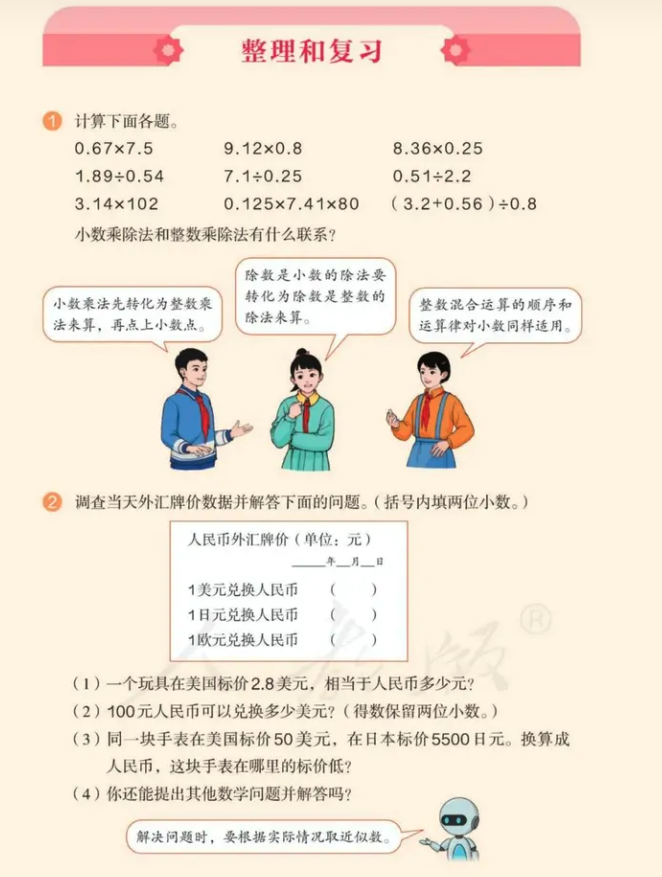 整理和复习
1 计算下面各题。
0.67×7.5 9.12×0.8 8.36×0.25
1.89÷0.54 7.1÷0.25 0.51÷2.2
3.14×102 0.125×7.41×80 (3.2+0.56)÷0.8
小数乘除法和整数乘除法有什么联系？
小数乘法先转化为整数乘
法来算，再点上小数点。
除数是小数的除法要
转化为除数是整数的
除法来算。
整数混合运算的顺序和
运算律对小数同样适用。
2 调查当天外汇牌价数据并解答下面的问题。（括号内填两位小数。）
人民币外汇牌价（单位：元）
____年__月__日
1美元兑换人民币 （ ）
1日元兑换人民币 （ ）
1欧元兑换人民币 （ ）
人教版®
（1）一个玩具在美国标价2.8美元，相当于人民币多少元？
（2）100元人民币可以兑换多少美元？（得数保留两位小数。）
（3）同一块手表在美国标价50美元，在日本标价5500日元。换算成
人民币，这块手表在哪里的标价低？
（4）你还能提出其他数学问题并解答吗？
解决问题时，要根据实际情况取近似数。